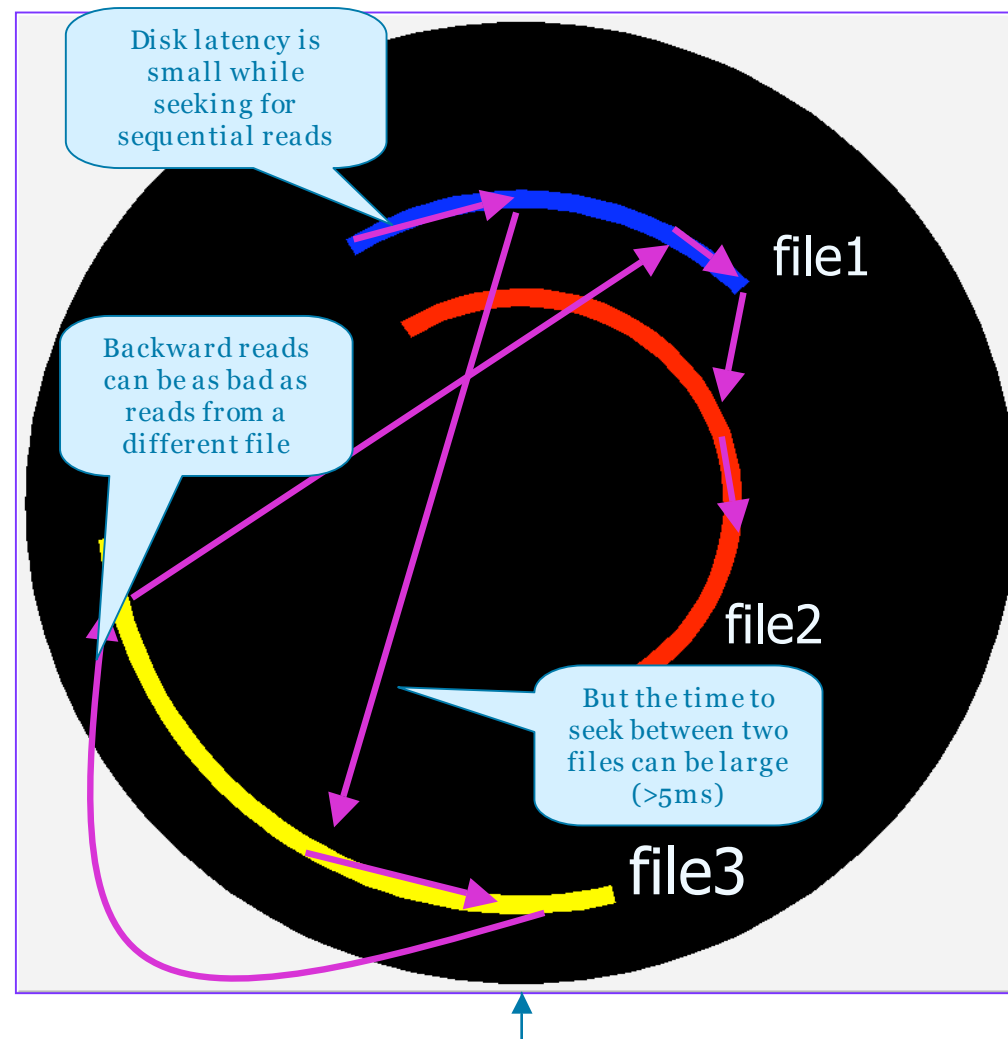 Disk latency is
small while
seeking for
sequential reads
file1
Backward reads
can be as bad as
reads from a
different file
file2
But the time to
seek between two
files can be large
(>5ms)
file3